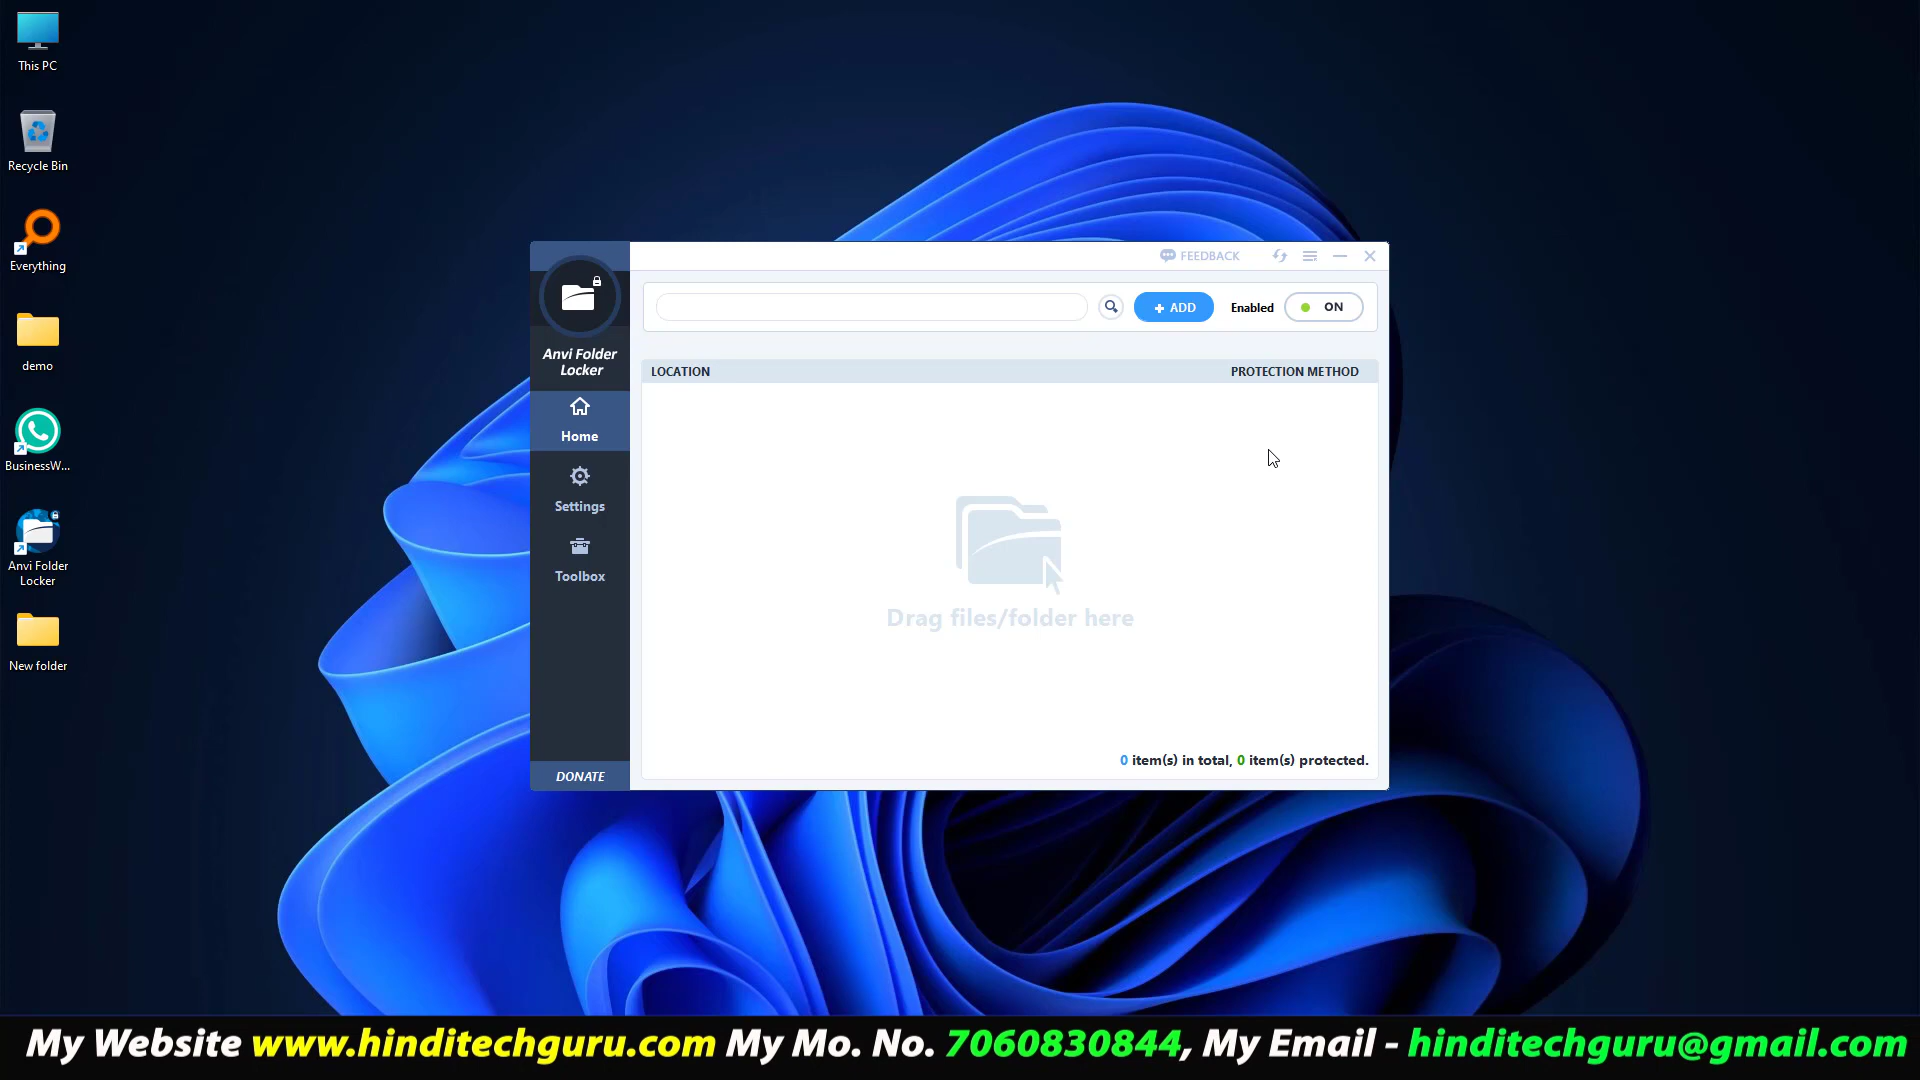 This PC
Recycle Bin
Everything
demo
BusinessW...
Anvi Folder
Locker
New folder
Anvi Folder
Locker
Home
Settings
Toolbox
DONATE
FEEDBACK
ADD
Enabled
ON
LOCATION
PROTECTION METHOD
Drag files/folder here
0 item(s) in total, 0 item(s) protected.
My Website www.hinditechguru.com My Mo. No. 7060830844, My Email - hinditechguru@gmail.com